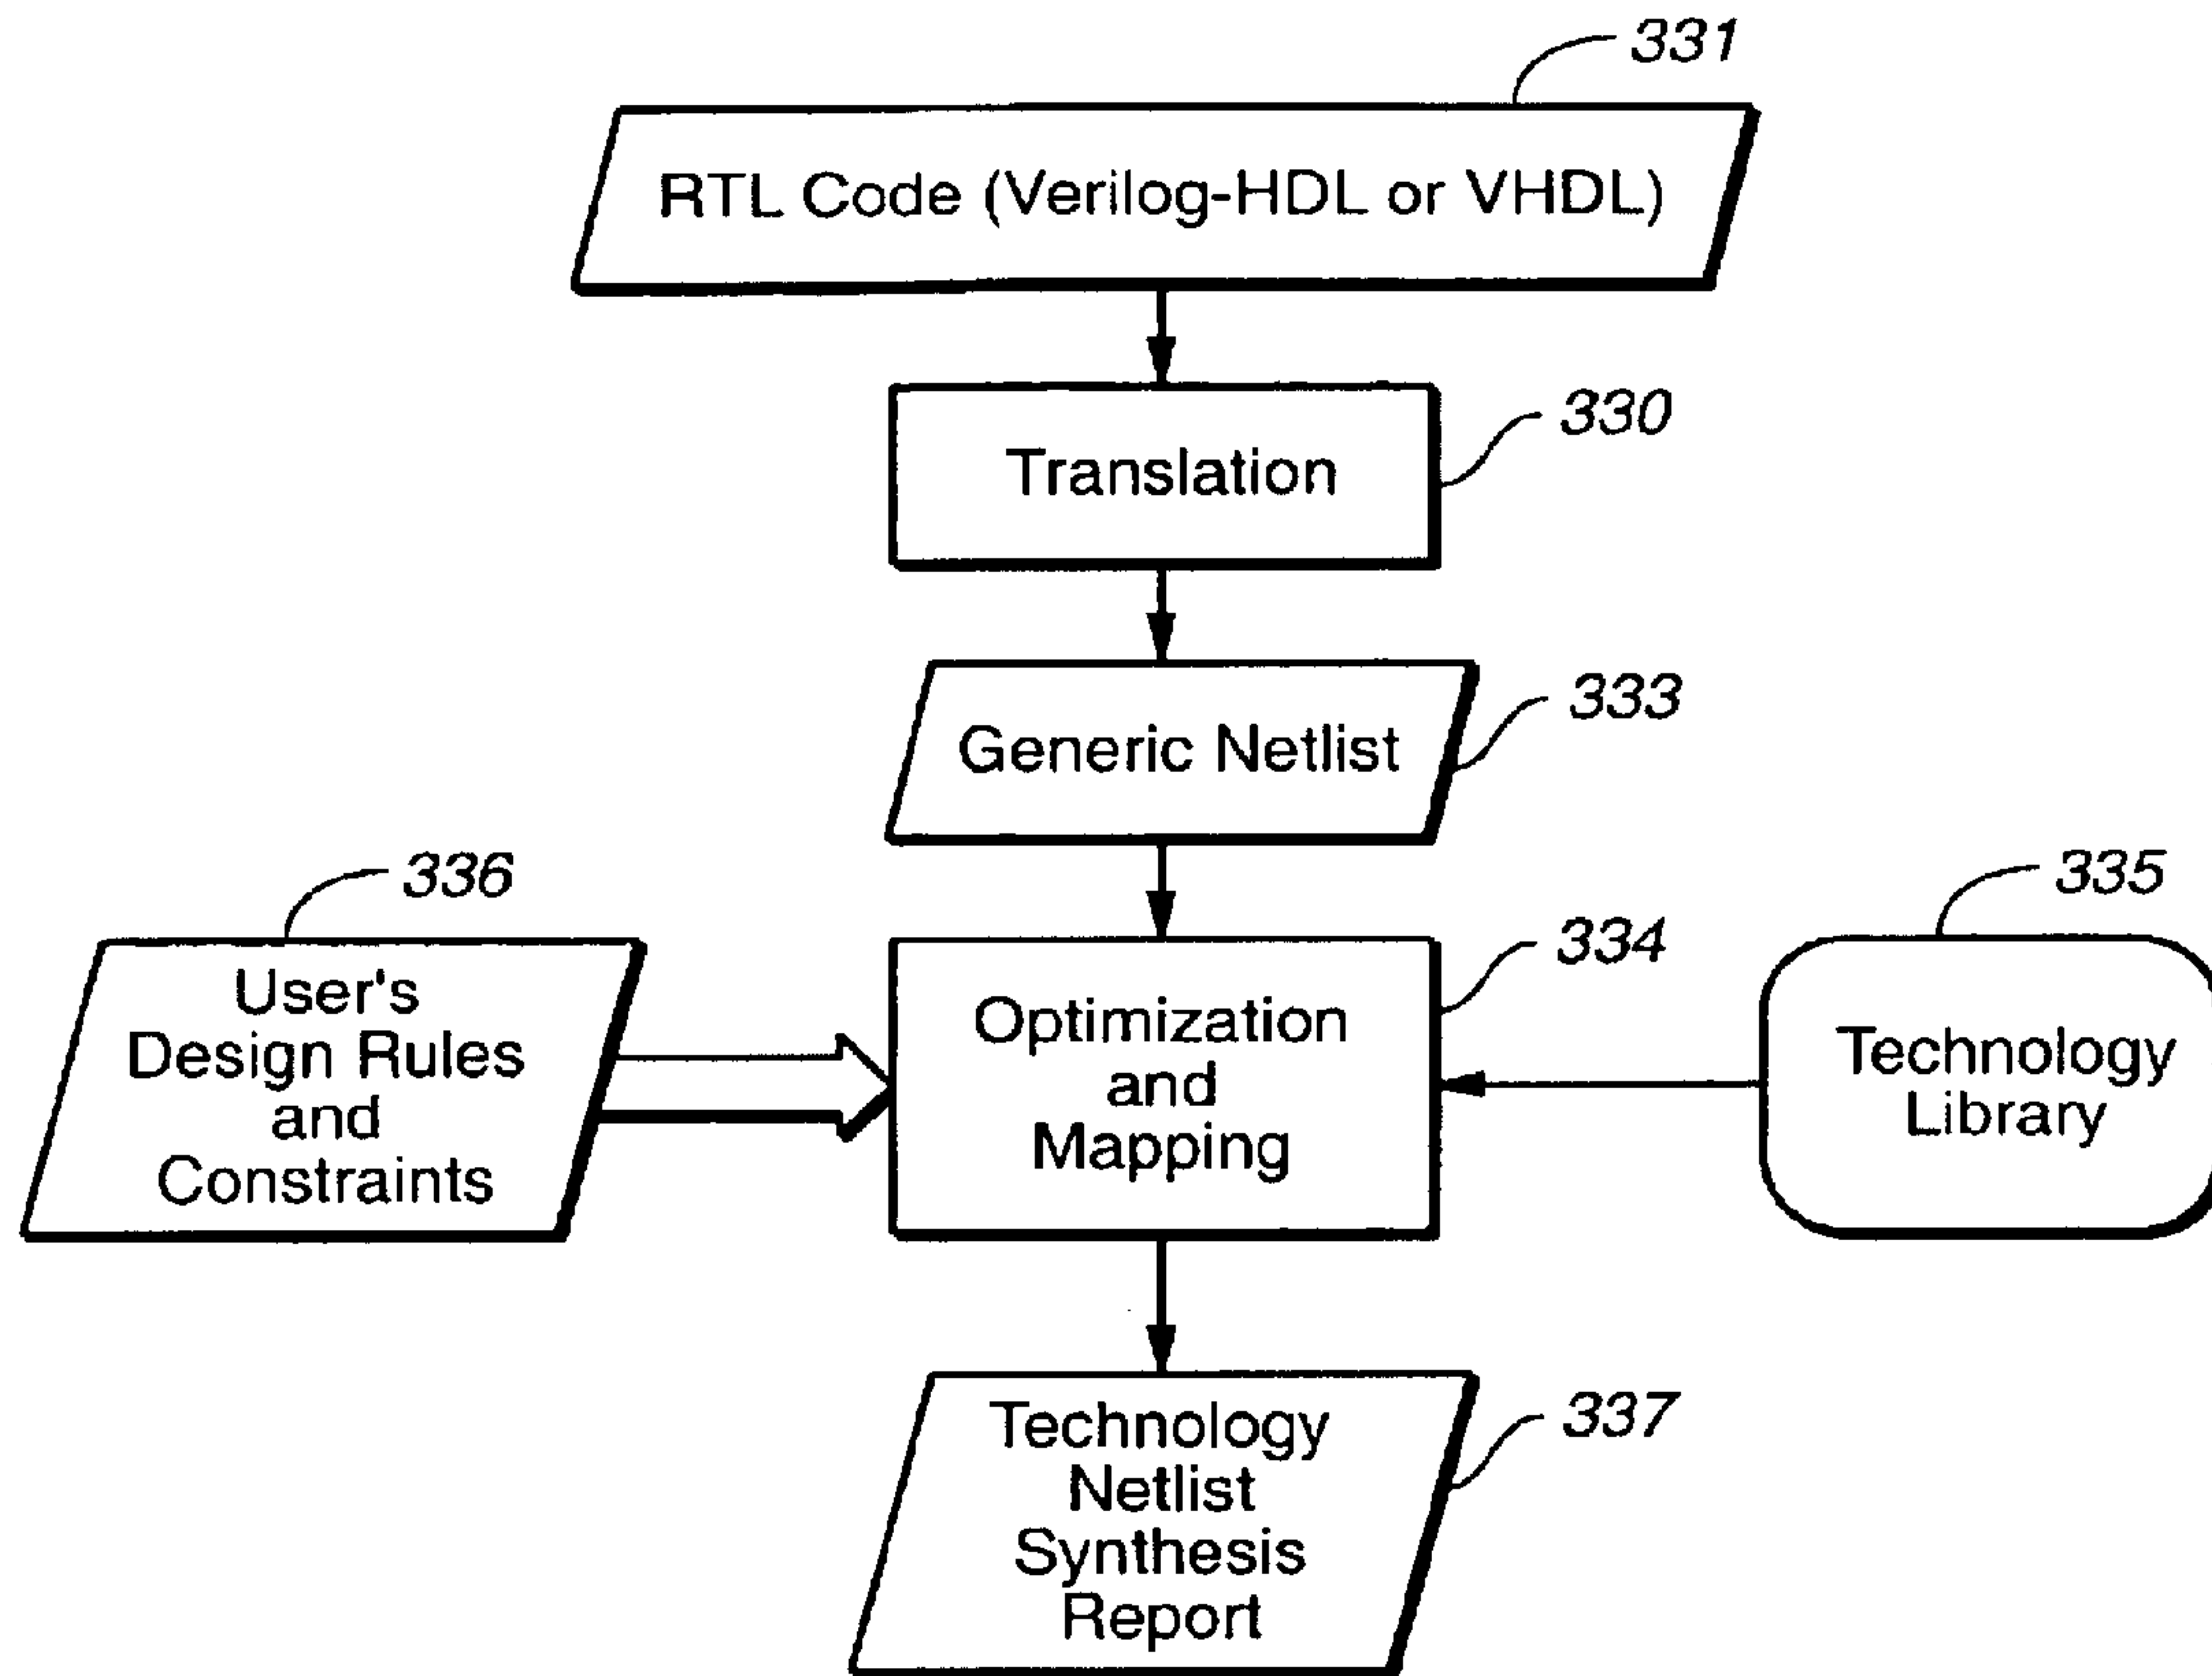 331
RTL Code (Verilog-HDL or VHDL)
330
Translation
333
Generic Netlist
336
User's
Design Rules
and
Constraints
334
Optimization
and
Mapping
335
Technology
Library
337
Technology
Netlist
Synthesis
Report